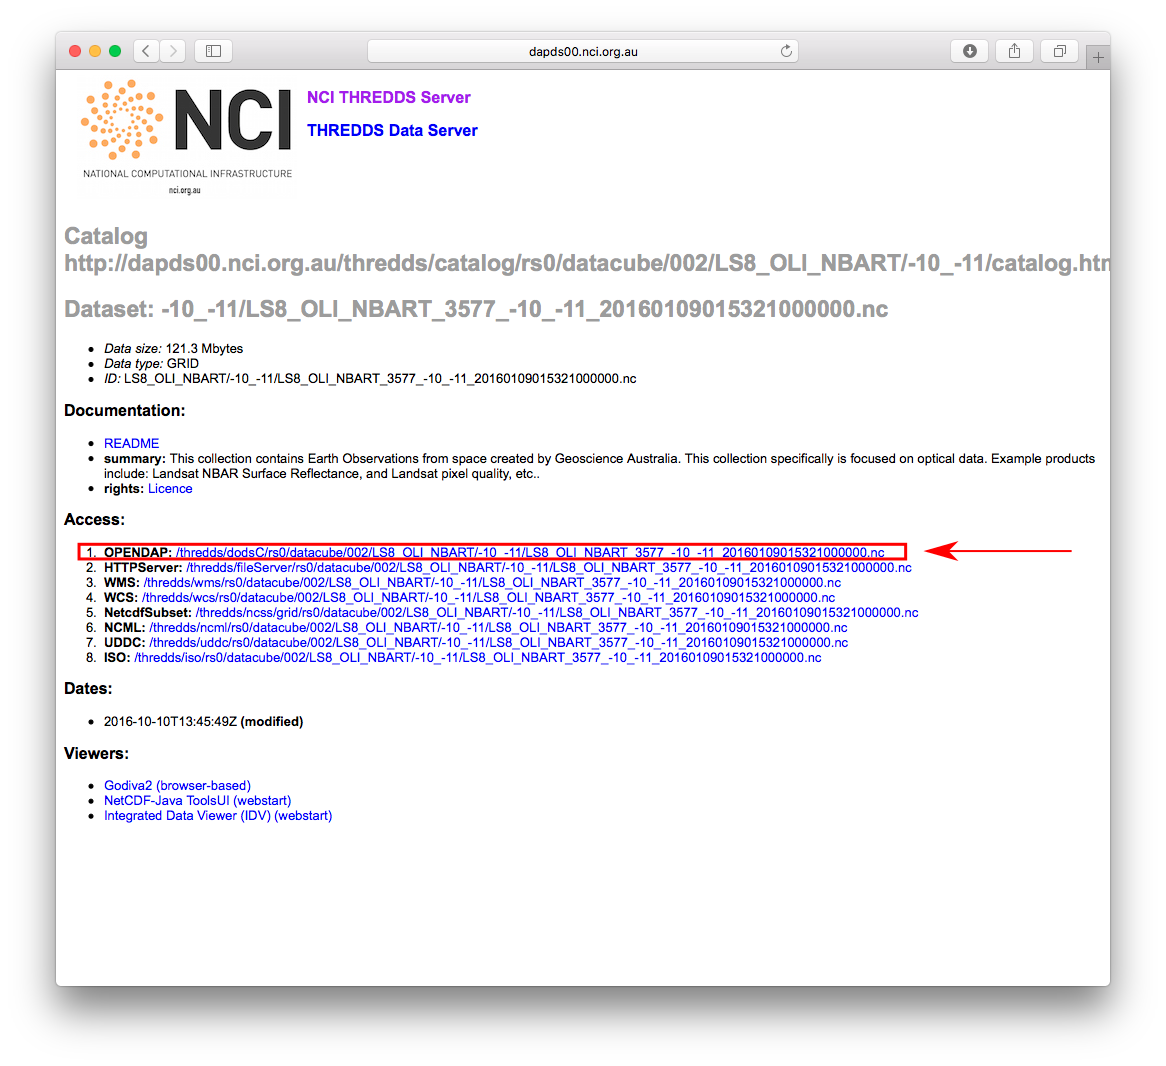 dapds00.nci.org.au
NCI
NATIONAL COMPUTATIONAL INFRASTRUCTURE
nci.org.au
NCI THREDDS Server
THREDDS Data Server
Catalog
http://dapds00.nci.org.au/thredds/catalog/rs0/datacube/002/LS8_OLI_NBART/-10_-11/catalog.htm
Dataset: -10_-11/LS8_OLI_NBART_3577_-10_-11_20160109015321000000.nc
• Data size: 121.3 Mbytes
• Data type: GRID
• ID: LS8_OLI_NBART/-10_-11/LS8_OLI_NBART_3577_-10_-11_20160109015321000000.nc
Documentation:
• README
• summary: This collection contains Earth Observations from space created by Geoscience Australia. This collection specifically is focused on optical data. Example products
include: Landsat NBAR Surface Reflectance, and Landsat pixel quality, etc..
• rights: Licence
Access:
1. OPENDAP: /thredds/dodsC/rs0/datacube/002/LS8_OLI_NBART/-10_-11/LS8_OLI_NBART_3577_-10_-11_20160109015321000000.nc
2. HTTPServer: /thredds/fileServer/rs0/datacube/002/LS8_OLI_NBART/-10_-11/LS8_OLI_NBART_3577_-10_-11_20160109015321000000.nc
3. WMS: /thredds/wms/rs0/datacube/002/LS8_OLI_NBART/-10_-11/LS8_OLI_NBART_3577_-10_-11_20160109015321000000.nc
4. WCS: /thredds/wcs/rs0/datacube/002/LS8_OLI_NBART/-10_-11/LS8_OLI_NBART_3577_-10_-11_20160109015321000000.nc
5. NetcdfSubset: /thredds/ncss/grid/rs0/datacube/002/LS8_OLI_NBART/-10_-11/LS8_OLI_NBART_3577_-10_-11_20160109015321000000.nc
6. NCML: /thredds/ncml/rs0/datacube/002/LS8_OLI_NBART/-10_-11/LS8_OLI_NBART_3577_-10_-11_20160109015321000000.nc
7. UDDC: /thredds/uddc/rs0/datacube/002/LS8_OLI_NBART/-10_-11/LS8_OLI_NBART_3577_-10_-11_20160109015321000000.nc
8. ISO: /thredds/iso/rs0/datacube/002/LS8_OLI_NBART/-10_-11/LS8_OLI_NBART_3577_-10_-11_20160109015321000000.nc
Dates:
• 2016-10-10T13:45:49Z (modified)
Viewers:
• Godiva2 (browser-based)
• NetCDF-Java ToolsUI (webstart)
• Integrated Data Viewer (IDV) (webstart)